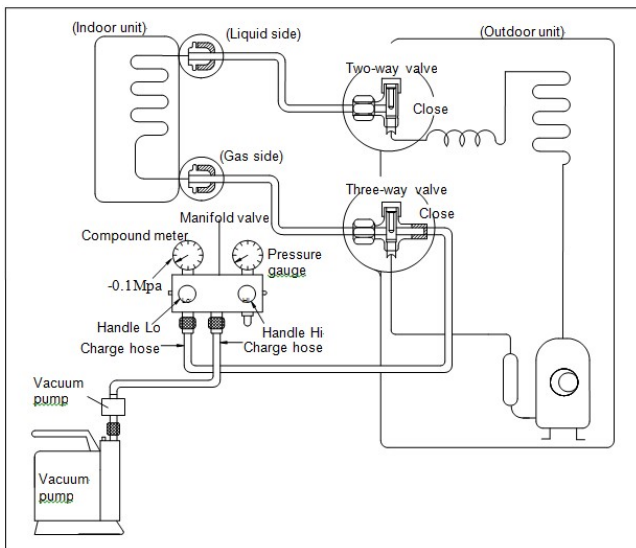 (Indoor unit)
(Liquid side)
(Outdoor unit)
Two-way valve
Close
(Gas side)
Three-way valve
Close
Manifold valve
Compound meter
Pressure
gauge
-0.1Mpa
Handle Lo
Handle Hi
Charge hose
Charge hose
Vacuum
pump
Vacuum
pump